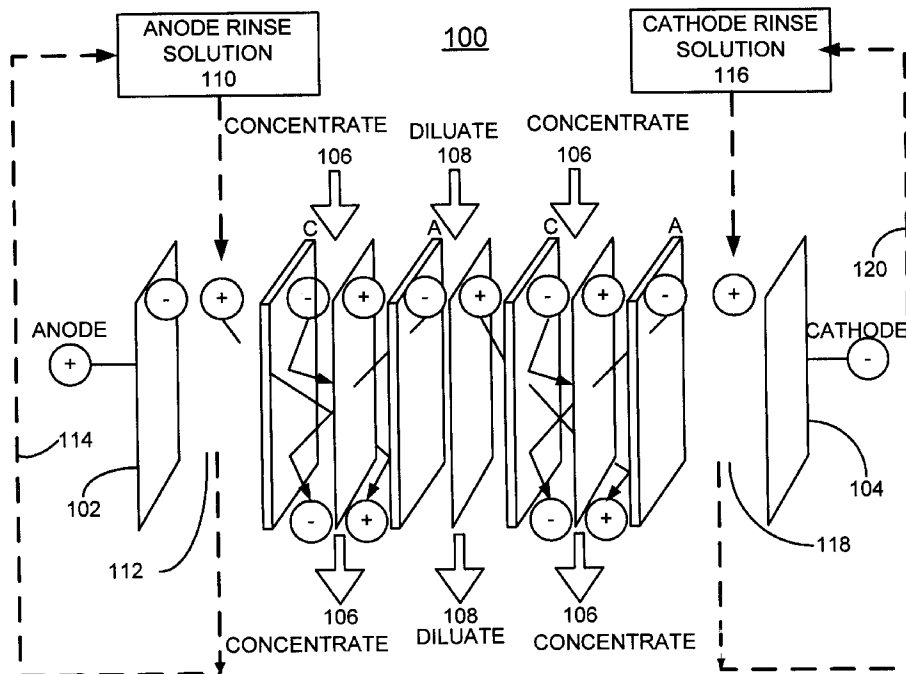 ANODE RINSE
SOLUTION
110
100
CATHODE RINSE
SOLUTION
116
CONCENTRATE
106
DILUATE
108
CONCENTRATE
106
C
A
C
A
- + - + - + - + - +
120
ANODE
+
CATHODE
-
114
102
104
- + - +
112
118
106
CONCENTRATE
108
DILUATE
106
CONCENTRATE